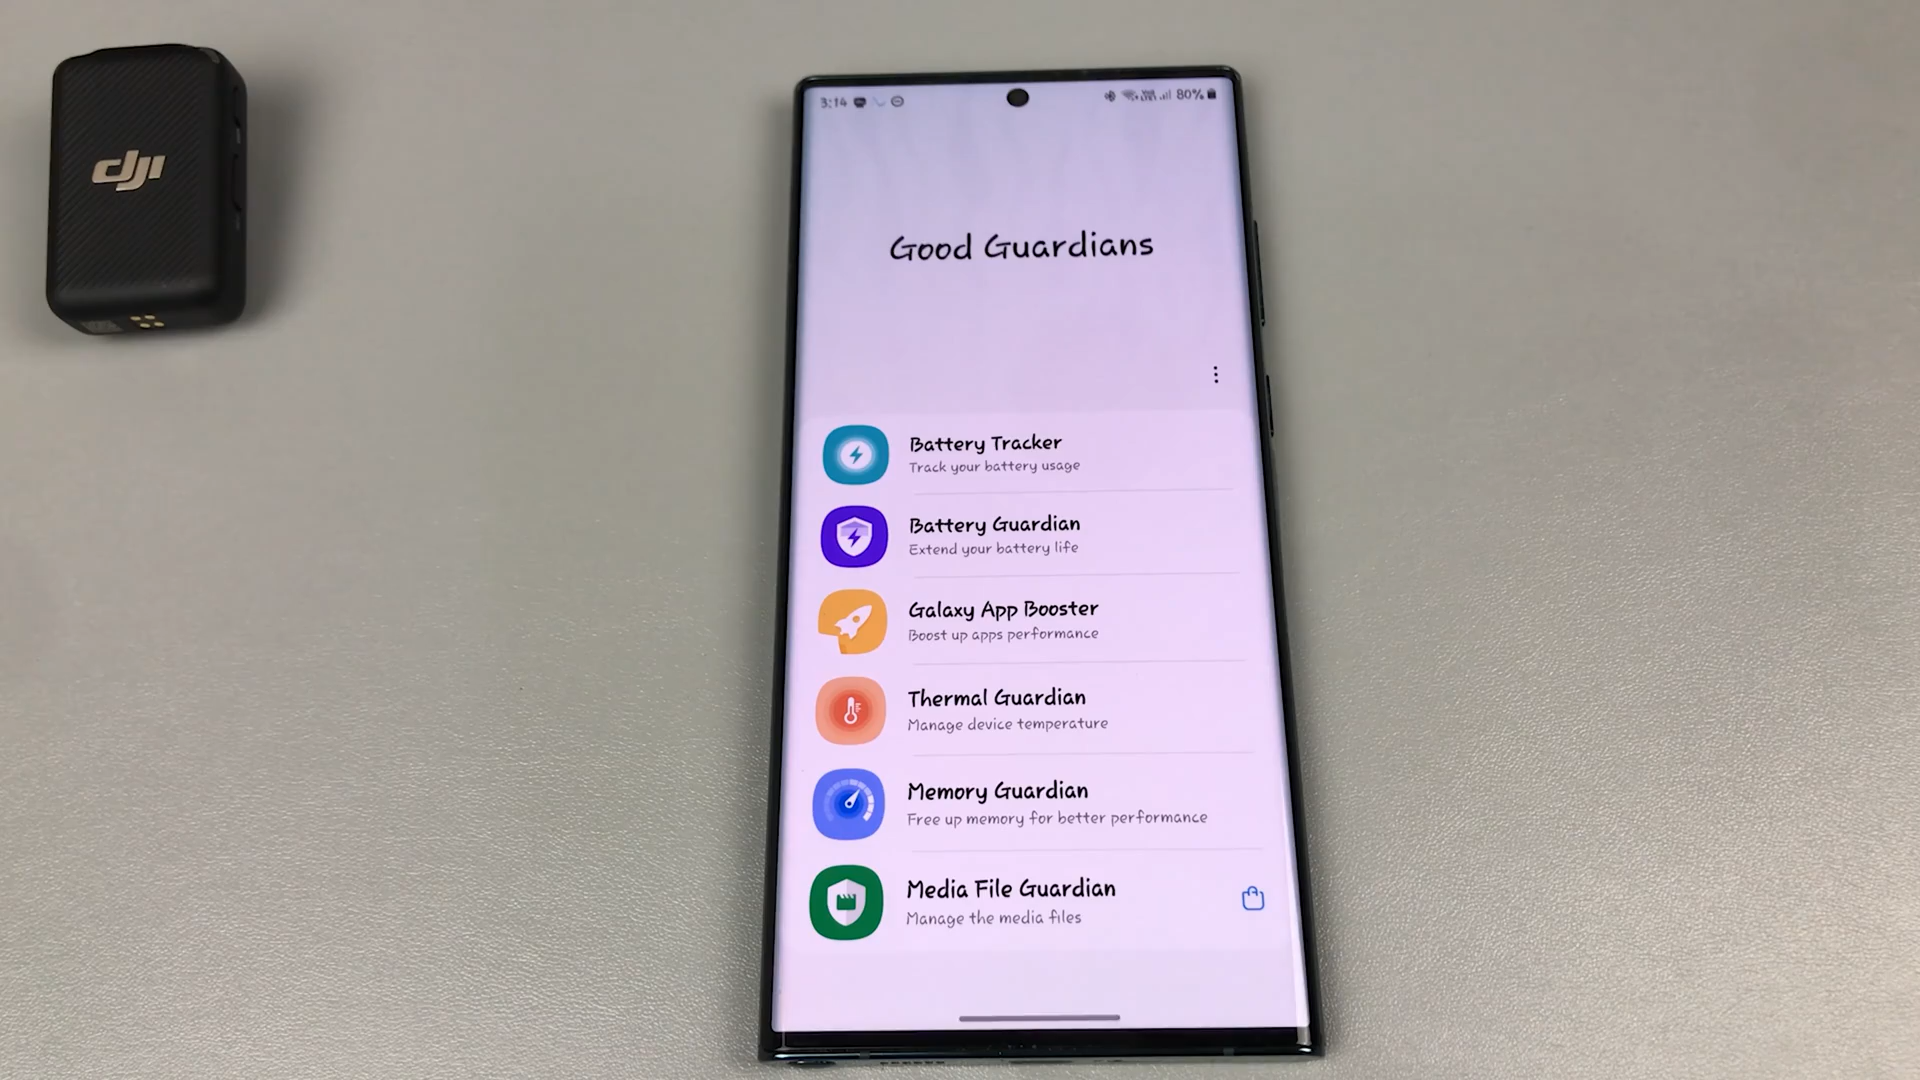 dji
3:14
80%
Good Guardians
Battery Tracker
Track your battery usage
Battery Guardian
Extend your battery life
Galaxy App Booster
Boost up apps performance
Thermal Guardian
Manage device temperature
Memory Guardian
Free up memory for better performance
Media File Guardian
Manage the media files